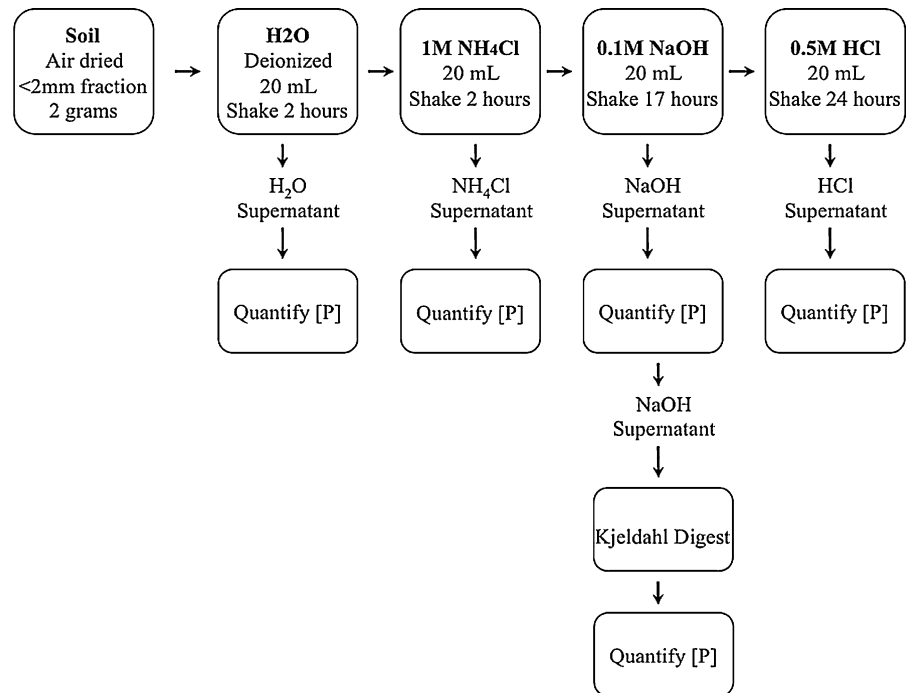 Soil
Air dried
<2mm fraction
2 grams
H2O
Deionized
20 mL
Shake 2 hours
1M NH4Cl
20 mL
Shake 2 hours
0.1M NaOH
20 mL
Shake 17 hours
0.5M HCl
20 mL
Shake 24 hours
H₂O
Supernatant
NH₄Cl
Supernatant
NaOH
Supernatant
HCl
Supernatant
Quantify [P]
Quantify [P]
Quantify [P]
Quantify [P]
NaOH
Supernatant
Kjeldahl Digest
Quantify [P]